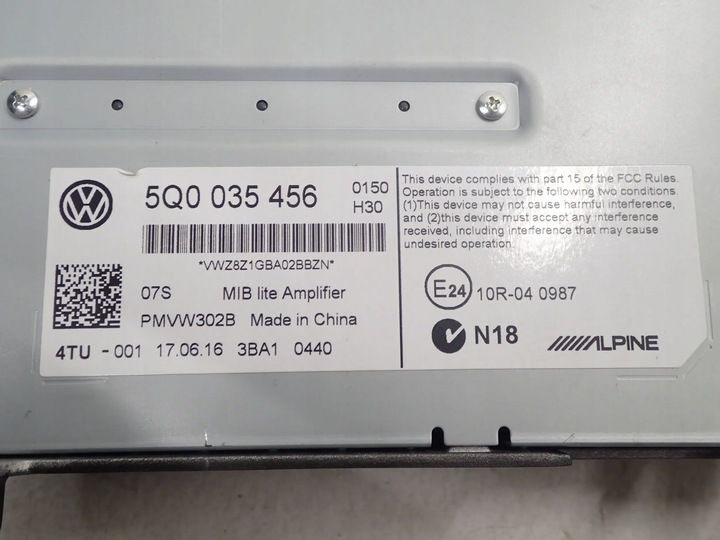 5Q0 035 456
0150
H30
*VWZ8Z1GBA02BBZN*
07S MIB lite Amplifier
PMVW302B Made in China
4TU - 001 17.06.16 3BA1 0440
This device complies with part 15 of the FCC Rules.
Operation is subject to the following two conditions.
(1)This device may not cause harmful interference,
and (2)this device must accept any interference
received, including interference that may cause
undesired operation.
E24 10R-04 0987
N18
ALPINE